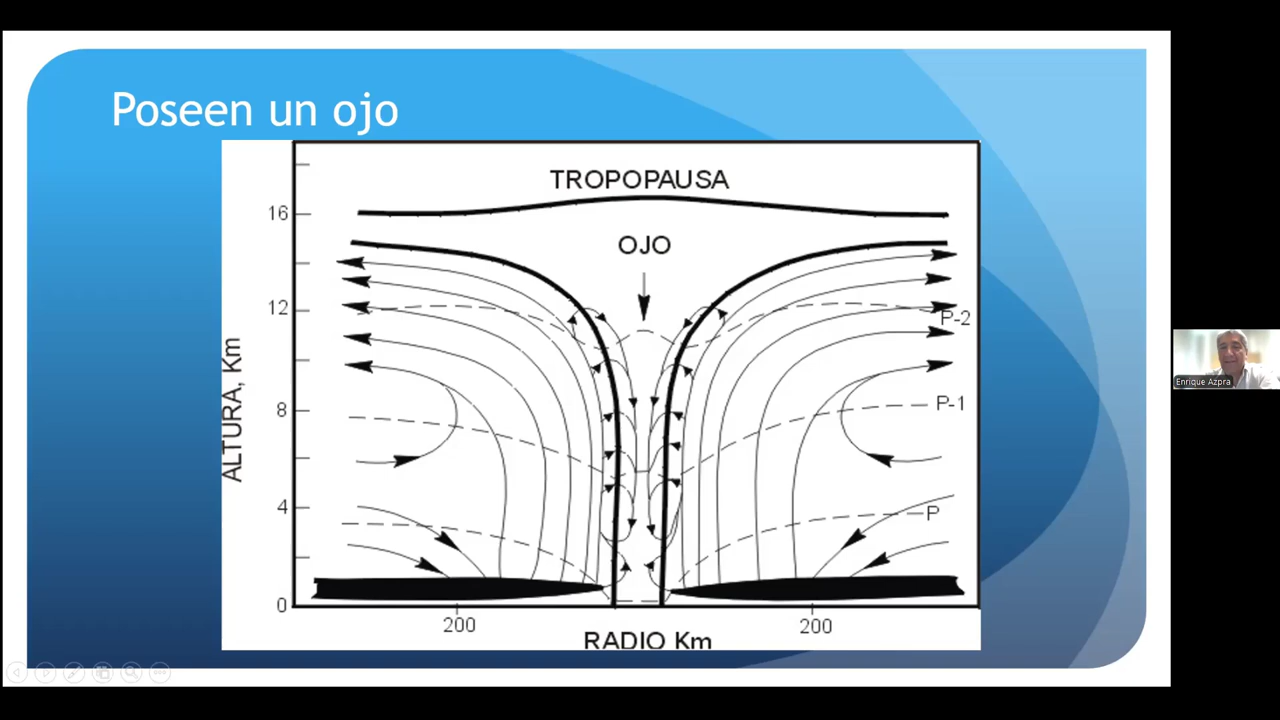 Poseen un ojo
TROPOPAUSA
16
OJO
12
P-2
ALTURA, Km
8
P-1
4
P
0
200
200
RADIO Km
Enrique Azpra